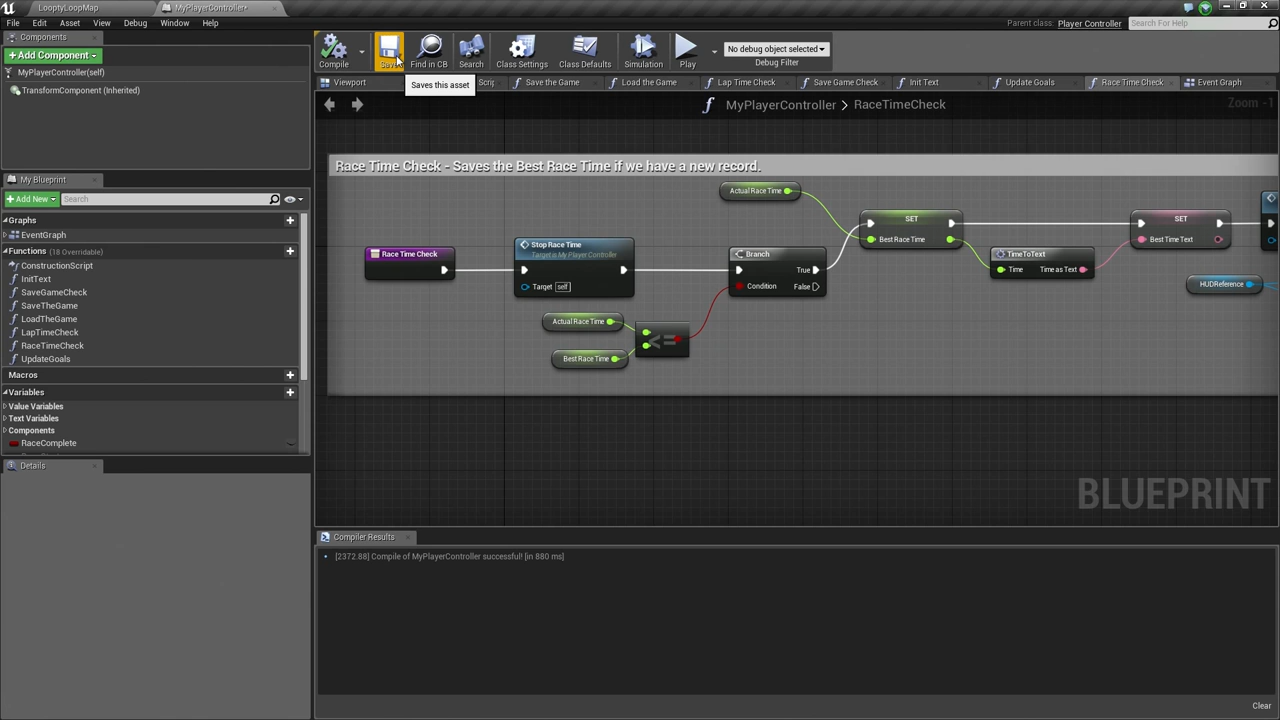 LooptyLoopMap
MyPlayerController*
File Edit Asset View Debug Window Help
Parent class: Player Controller
Search For Help
Components
+Add Component
MyPlayerController(self)
TransformComponent (Inherited)
Compile
Save
Find in CB
Search
Class Settings
Class Defaults
Simulation
Play
No debug object selected
Debug Filter
Saves this asset
Viewport
Scrip
Save the Game
Load the Game
Lap Time Check
Save Game Check
Init Text
Update Goals
Race Time Check
Event Graph
MyPlayerController > RaceTimeCheck
Zoom -1
My Blueprint
+Add New
Search
Graphs
EventGraph
Functions (18 Overridable)
ConstructionScript
InitText
SaveGameCheck
SaveTheGame
LoadTheGame
LapTimeCheck
RaceTimeCheck
UpdateGoals
Macros
Variables
Value Variables
Text Variables
Components
RaceComplete
Details
Race Time Check - Saves the Best Race Time if we have a new record.
Race Time Check
Stop Race Time
Target is My Player Controller
Target self
Actual Race Time
Best Race Time
<=
Branch
True
Condition
False
Actual Race Time
SET
Best Race Time
TimeToText
Time
Time as Text
SET
Best Time Text
HUDReference
BLUEPRINT
Compiler Results
[2372.88] Compile of MyPlayerController successful! [in 880 ms]
Clear